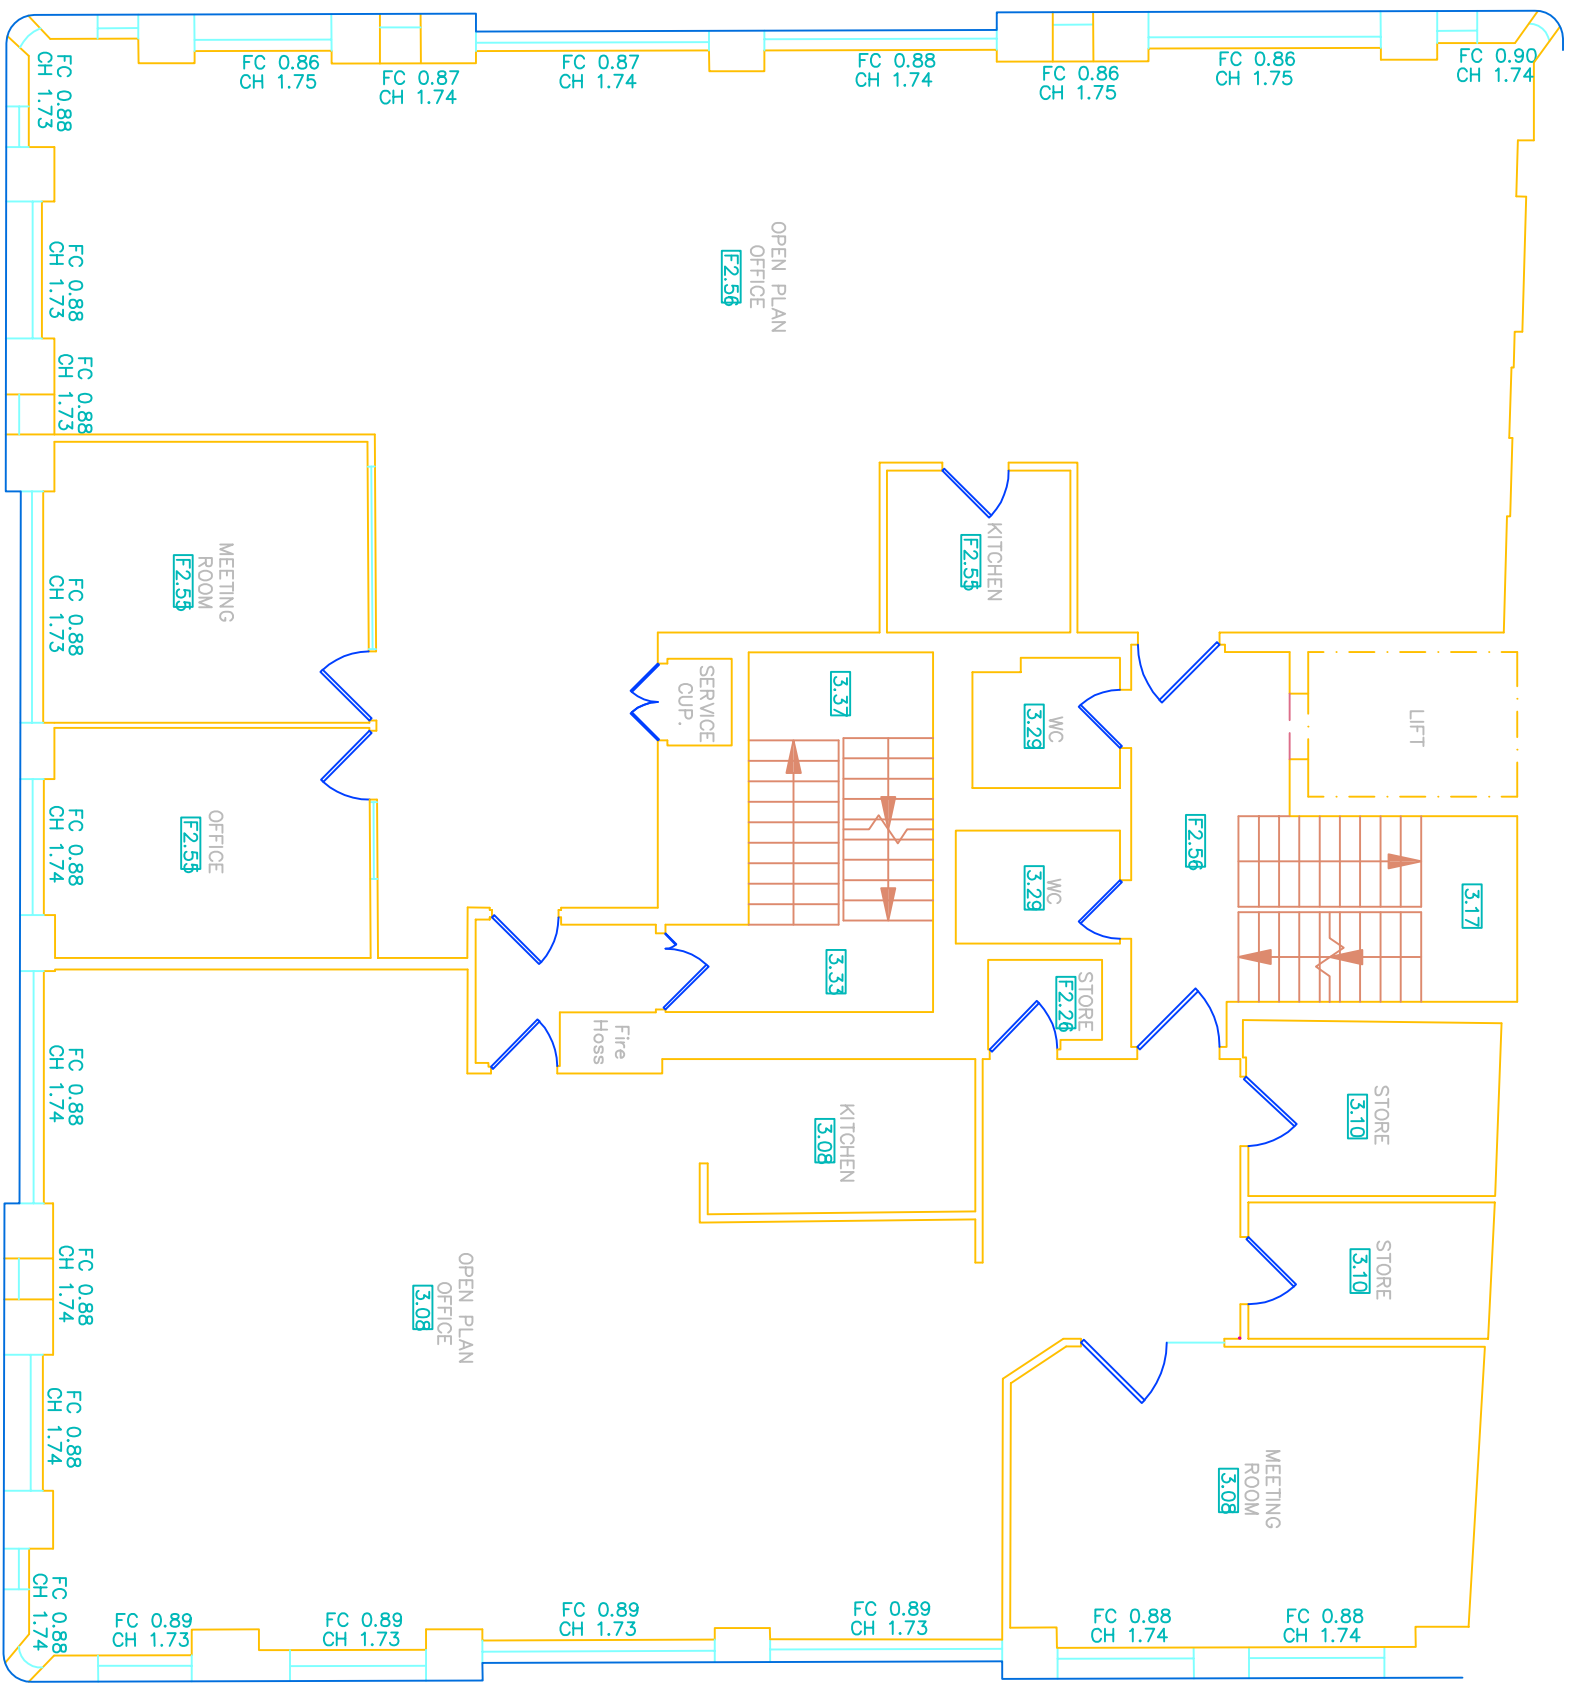 FC 0.86
CH 1.75
FC 0.87
CH 1.74
FC 0.87
CH 1.74
FC 0.88
CH 1.74
FC 0.86
CH 1.75
FC 0.86
CH 1.75
FC 0.90
CH 1.74
FC 0.88
CH 1.73
FC 0.88
CH 1.73
FC 0.88
CH 1.73
FC 0.88
CH 1.73
FC 0.88
CH 1.74
FC 0.88
CH 1.74
FC 0.88
CH 1.74
FC 0.88
CH 1.74
FC 0.88
CH 1.74
OPEN PLAN
OFFICE
F2.56
KITCHEN
F2.55
MEETING
ROOM
F2.55
SERVICE
CUP.
3.37
WC
3.29
LIFT
OFFICE
F2.55
WC
3.29
F2.56
3.17
3.33
STORE
F2.26
Fire
Hoss
KITCHEN
3.08
STORE
3.10
STORE
3.10
OPEN PLAN
OFFICE
3.08
MEETING
ROOM
3.08
FC 0.89
CH 1.73
FC 0.89
CH 1.73
FC 0.89
CH 1.73
FC 0.89
CH 1.73
FC 0.88
CH 1.74
FC 0.88
CH 1.74